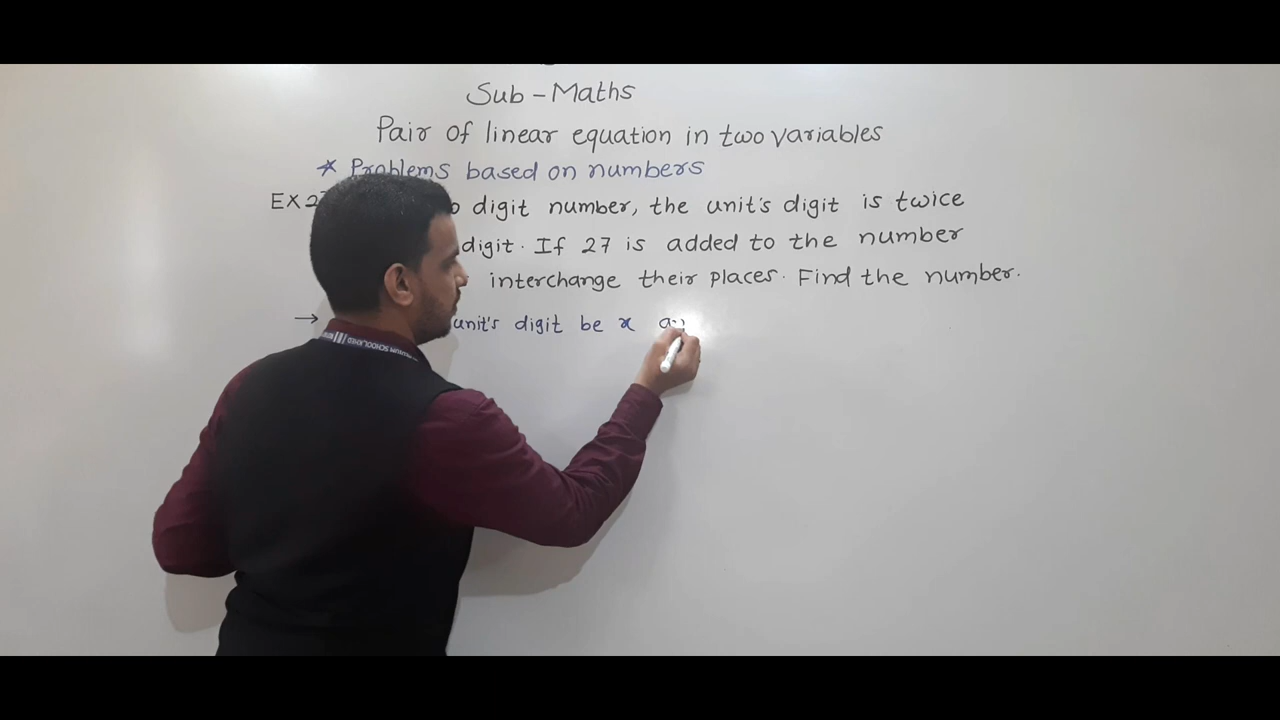 Sub - Maths
Pair of linear equation in two variables
* Problems based on numbers
EX 2 digit number, the unit's digit is twice
digit. If 27 is added to the number
interchange their places. Find the number.
→ unit's digit be x